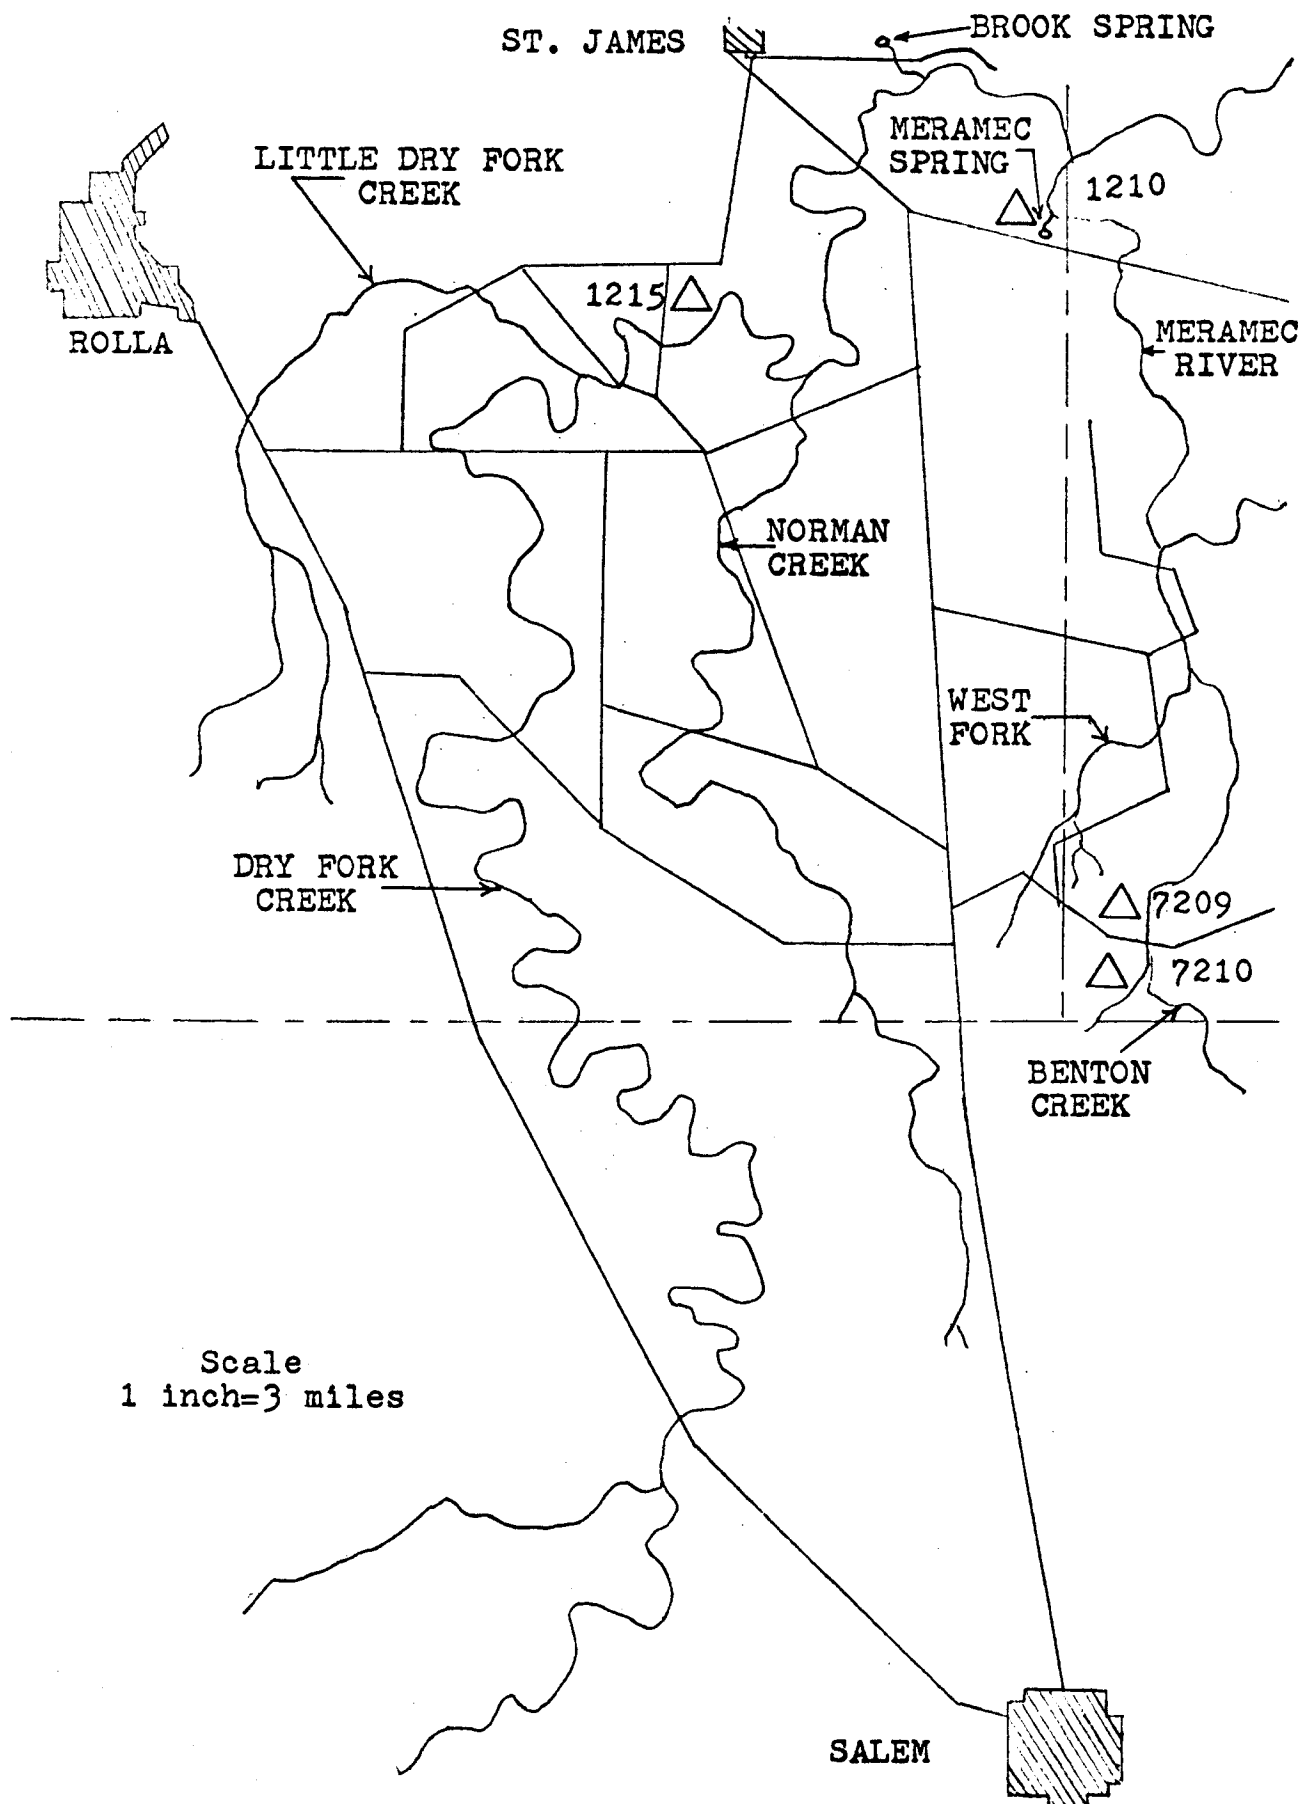 BROOK SPRING
ST. JAMES
MERAMEC
SPRING
LITTLE DRY FORK
CREEK
1210
1215
ROLLA
MERAMEC
RIVER
NORMAN
CREEK
WEST
FORK
DRY FORK
CREEK
7209
7210
BENTON
CREEK
Scale
1 inch=3 miles
SALEM